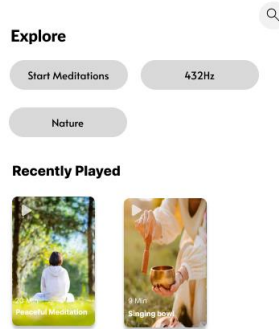 Explore
Start Meditations
432Hz
Nature
Recently Played
Peaceful Meditation
9 Min
Singing bowl